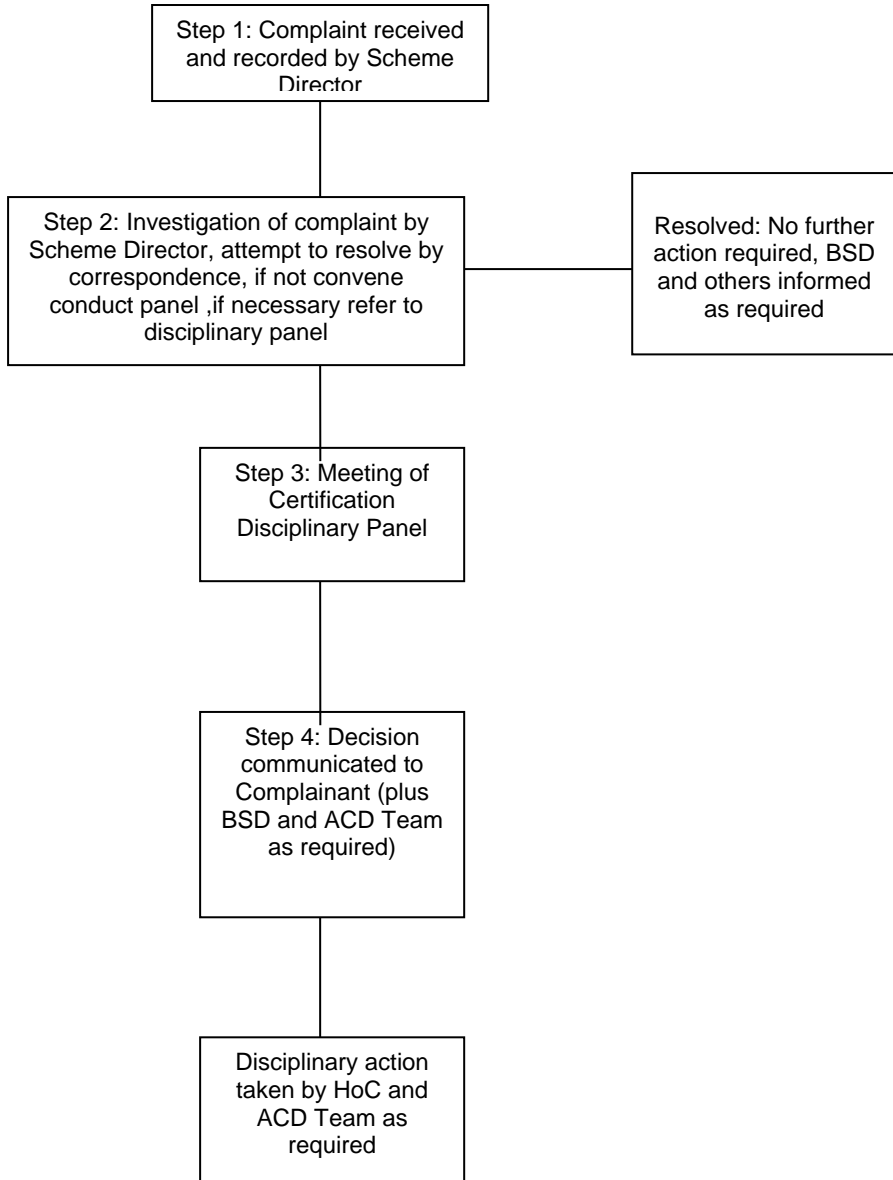 Step 1: Complaint received
and recorded by Scheme
Director
Step 2: Investigation of complaint by
Scheme Director, attempt to resolve by
correspondence, if not convene
conduct panel ,if necessary refer to
disciplinary panel
Resolved: No further
action required, BSD
and others informed
as required
Step 3: Meeting of
Certification
Disciplinary Panel
Step 4: Decision
communicated to
Complainant (plus
BSD and ACD Team
as required)
Disciplinary action
taken by HoC and
ACD Team as
required